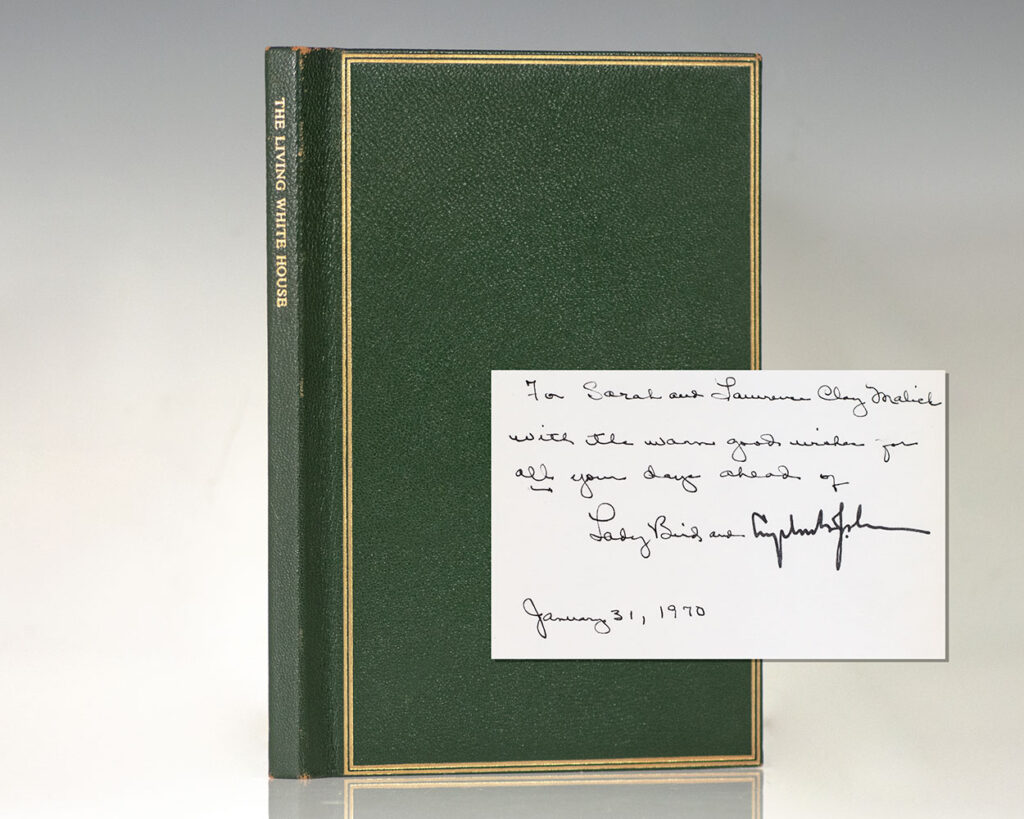 THE LIVING WHITE HOUSE
For Sarah and Lawrence Clay Malick
with the warm good wishes for
all your days ahead of
Lady Bird and Lyndon B. Johnson
January 31, 1970